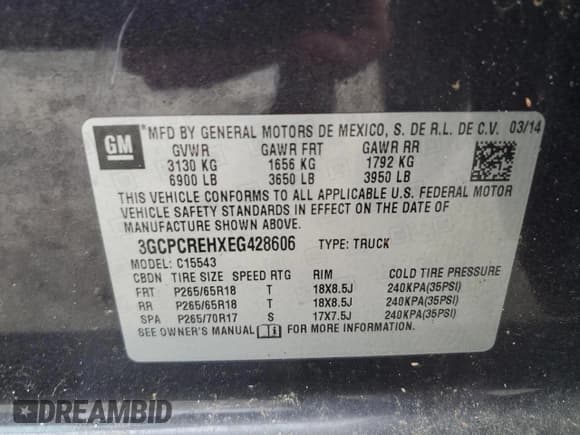 GM
*MFD BY GENERAL MOTORS DE MEXICO, S. DE R.L. DE C.V. 03/14
GVWR GAWR FRT GAWR RR
3130 KG 1656 KG 1792 KG
6900 LB 3650 LB 3950 LB
THIS VEHICLE CONFORMS TO ALL APPLICABLE U.S. FEDERAL MOTOR
VEHICLE SAFETY STANDARDS IN EFFECT ON THE DATE OF
MANUFACTURE SHOWN ABOVE.
3GCPCREHXEG428606 TYPE: TRUCK
MODEL: C15543
CBDN TIRE SIZE SPEED RTG RIM COLD TIRE PRESSURE
FRT P265/65R18 T 18X8.5J 240KPA(35PSI)
RR P265/65R18 T 18X8.5J 240KPA(35PSI)
SPA P265/70R17 S 17X7.5J 240KPA(35PSI)
SEE OWNER'S MANUAL FOR MORE INFORMATION
DREAMBID